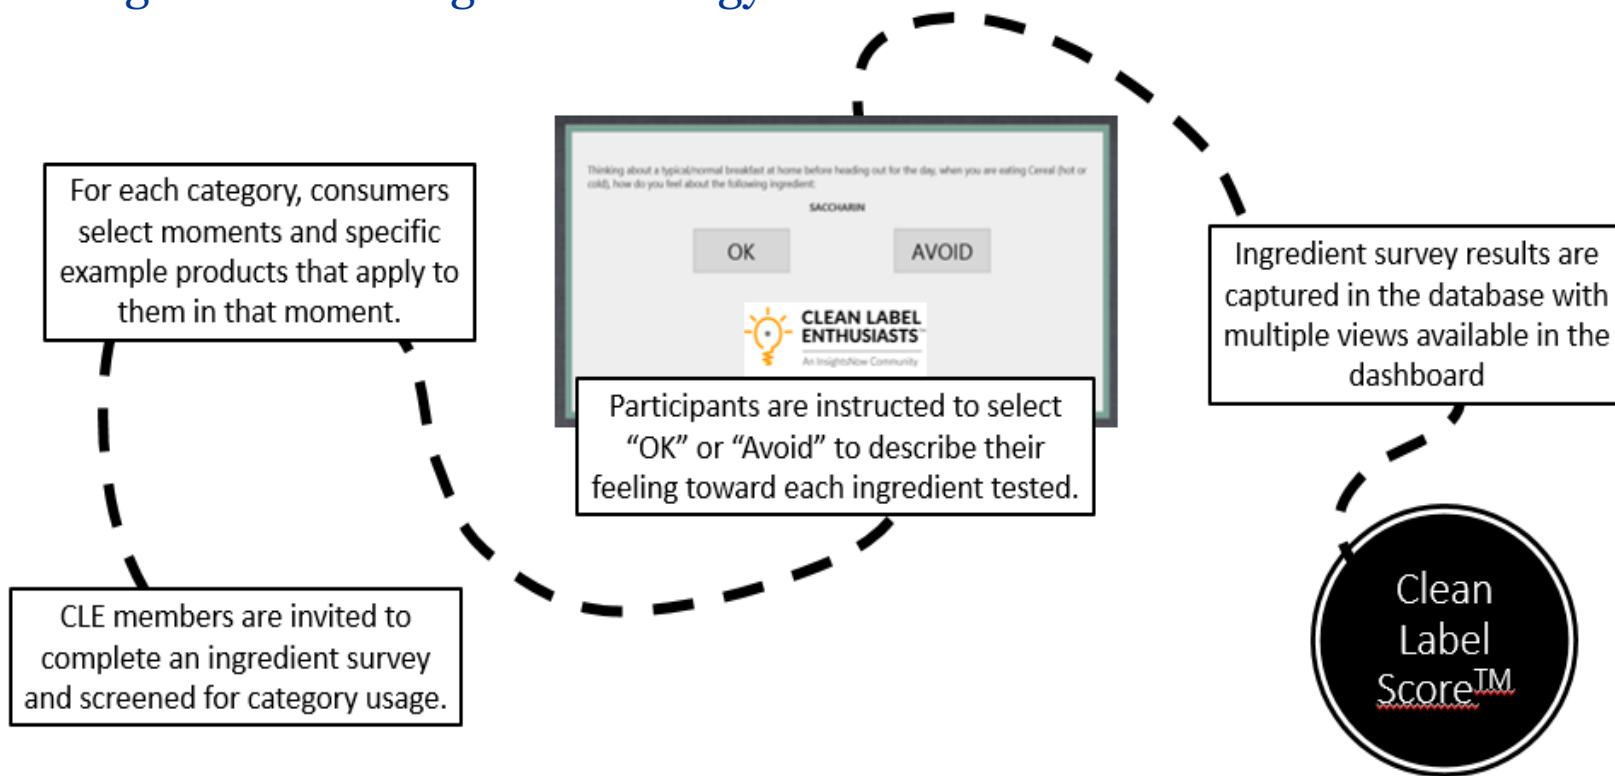 CLE members are invited to
complete an ingredient survey
and screened for category usage.
For each category, consumers
select moments and specific
example products that apply to
them in that moment.
Thinking about a typical/normal breakfast at home before heading out for the day, when you are eating Cereal (hot or
cold), how do you feel about the following ingredient:
SACCHARIN
OK
AVOID
CLEAN LABEL
ENTHUSIASTS™
An InsightsNow Community
Participants are instructed to select
“OK” or “Avoid” to describe their
feeling toward each ingredient tested.
Ingredient survey results are
captured in the database with
multiple views available in the
dashboard
Clean
Label
Score™